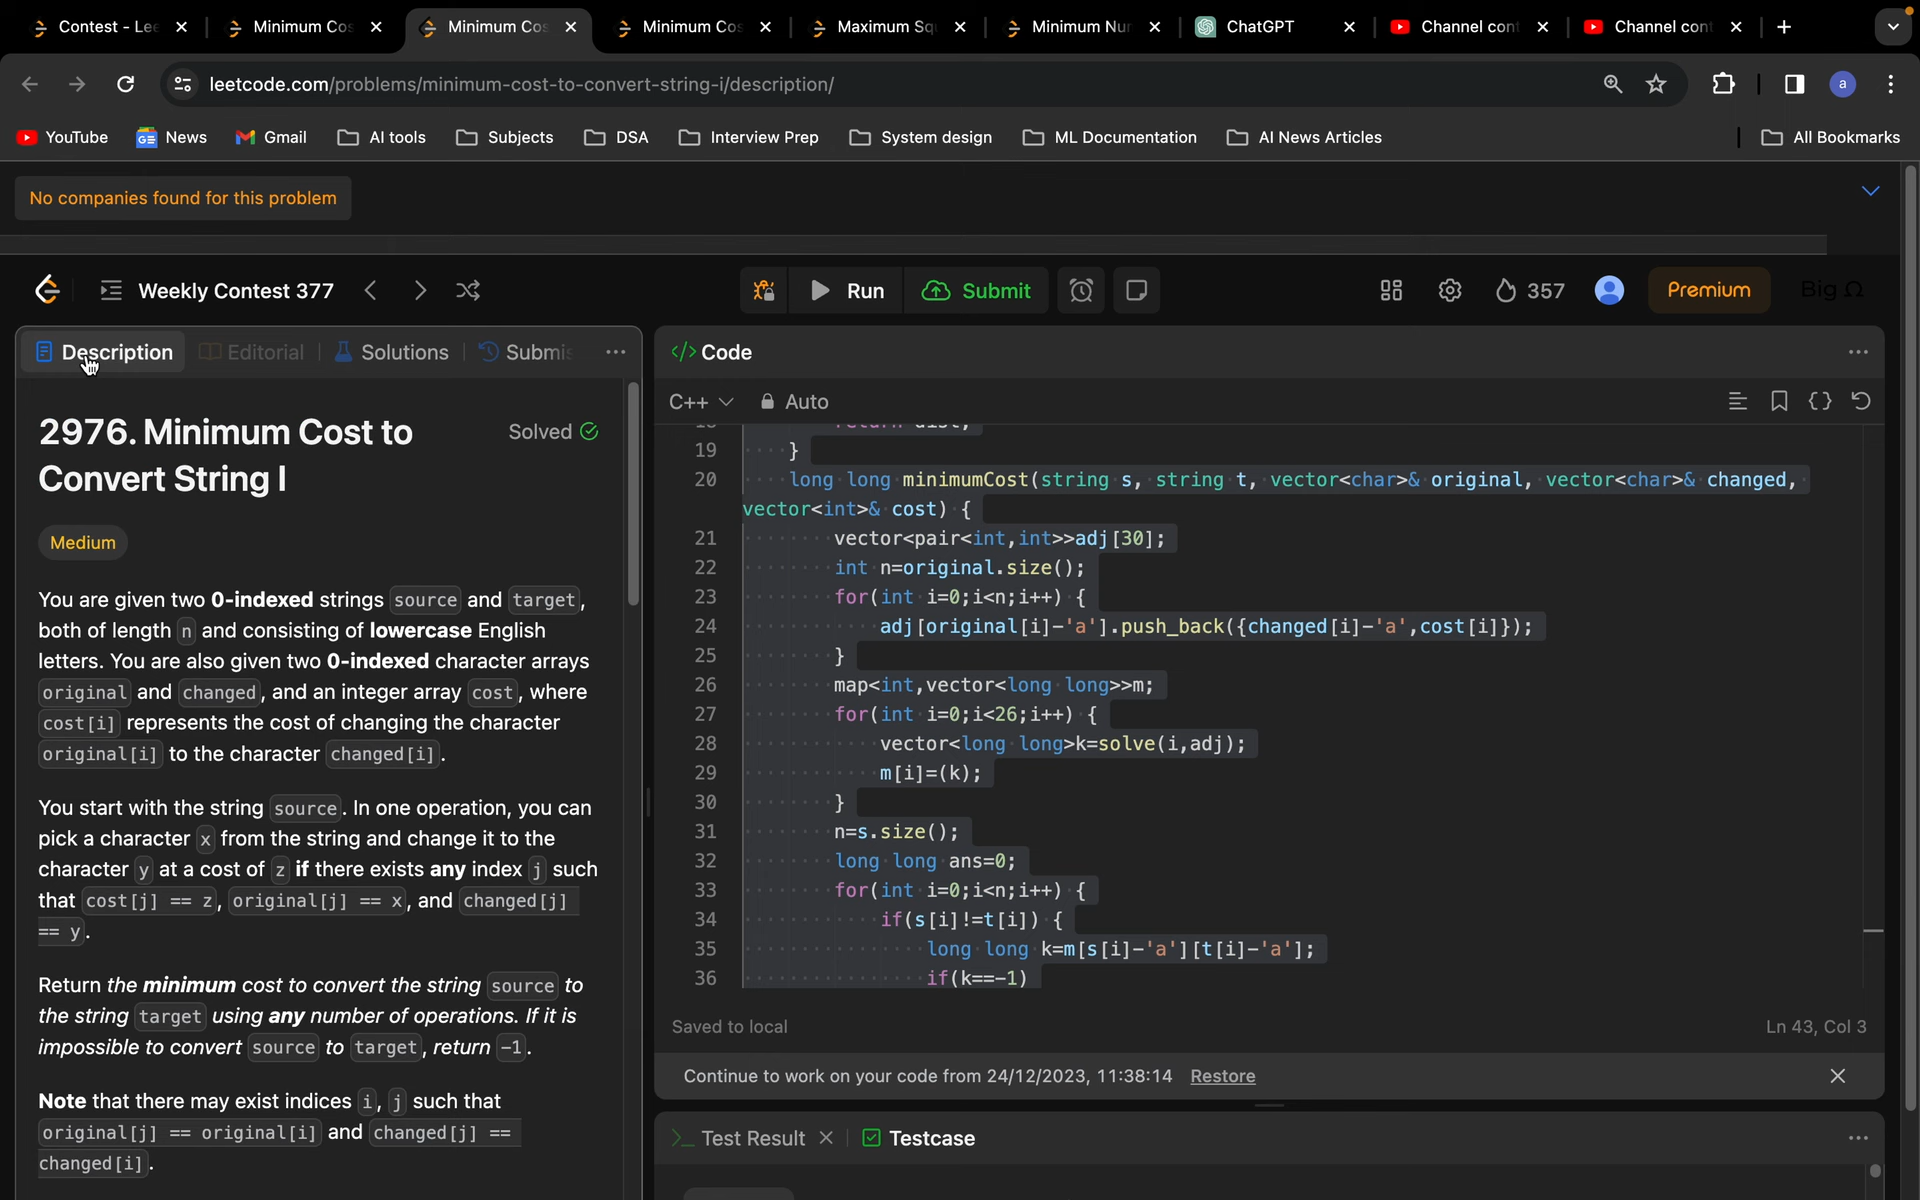 Contest - Lee
Minimum Cos
Minimum Cos
Minimum Cos
Maximum Squ
Minimum Num
ChatGPT
Channel cont
Channel cont
leetcode.com/problems/minimum-cost-to-convert-string-i/description/
a
YouTube
News
Gmail
AI tools
Subjects
DSA
Interview Prep
System design
ML Documentation
AI News Articles
All Bookmarks
No companies found for this problem
Weekly Contest 377
Run
Submit
357
Premium
Big Ω
Description
Editorial
Solutions
Submis
</> Code
C++
Auto
2976. Minimum Cost to
Convert String I
Solved
Medium
You are given two 0-indexed strings source and target,
both of length n and consisting of lowercase English
letters. You are also given two 0-indexed character arrays
original and changed, and an integer array cost, where
cost[i] represents the cost of changing the character
original[i] to the character changed[i].
You start with the string source. In one operation, you can
pick a character x from the string and change it to the
character y at a cost of z if there exists any index j such
that cost[j] == z, original[j] == x, and changed[j]
== y.
Return the minimum cost to convert the string source to
the string target using any number of operations. If it is
impossible to convert source to target, return -1.
Note that there may exist indices i, j such that
original[j] == original[i] and changed[j] ==
changed[i].
19 }
20 long long minimumCost(string s, string t, vector<char>& original, vector<char>& changed,
vector<int>& cost) {
21 vector<pair<int,int>>adj[30];
22 int n=original.size();
23 for(int i=0;i<n;i++) {
24 adj[original[i]-'a'].push_back({changed[i]-'a',cost[i]});
25 }
26 map<int,vector<long long>>m;
27 for(int i=0;i<26;i++) {
28 vector<long long>k=solve(i,adj);
29 m[i]=(k);
30 }
31 n=s.size();
32 long long ans=0;
33 for(int i=0;i<n;i++) {
34 if(s[i]!=t[i]) {
35 long long k=m[s[i]-'a'][t[i]-'a'];
36 if(k==-1)
Saved to local
Ln 43, Col 3
Continue to work on your code from 24/12/2023, 11:38:14 Restore
Test Result
Testcase